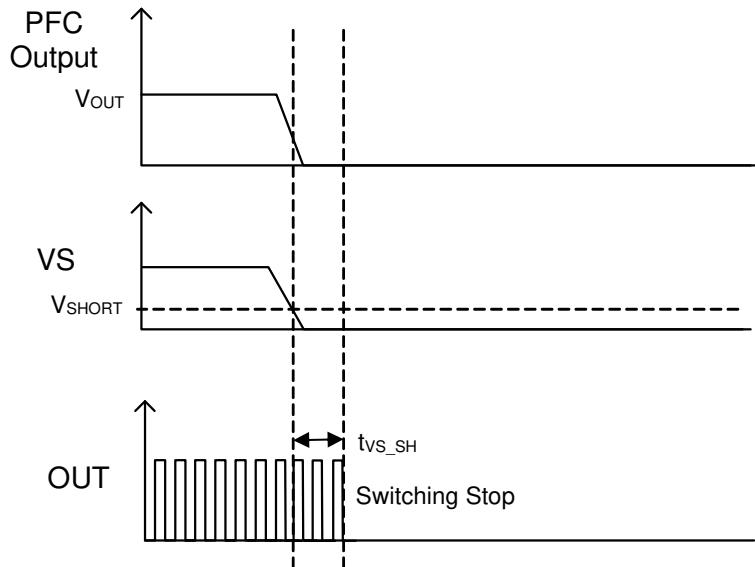 PFC
Output
VOUT
VS
VSHORT
tVS_SH
OUT
Switching Stop